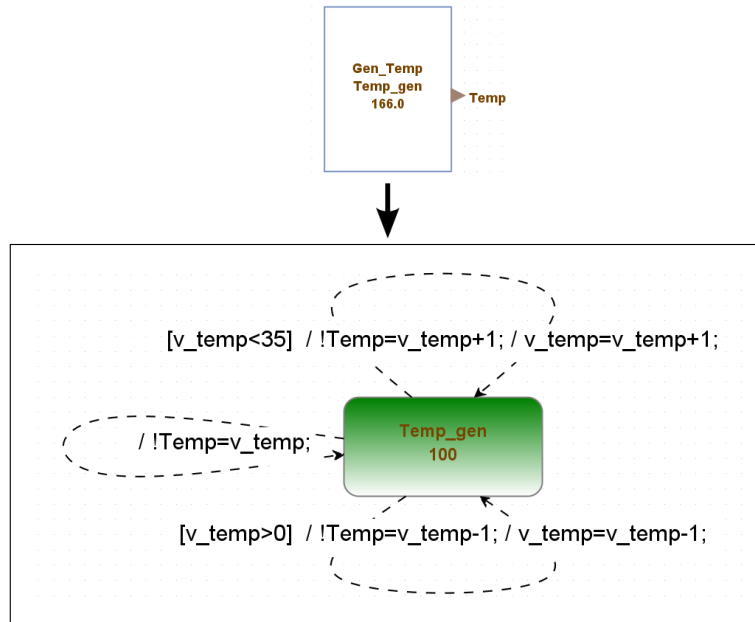 Gen_Temp
Temp_gen
166.0
Temp
[v_temp<35] / !Temp=v_temp+1; / v_temp=v_temp+1;
Temp_gen
100
/ !Temp=v_temp;
[v_temp>0] / !Temp=v_temp-1; / v_temp=v_temp-1;